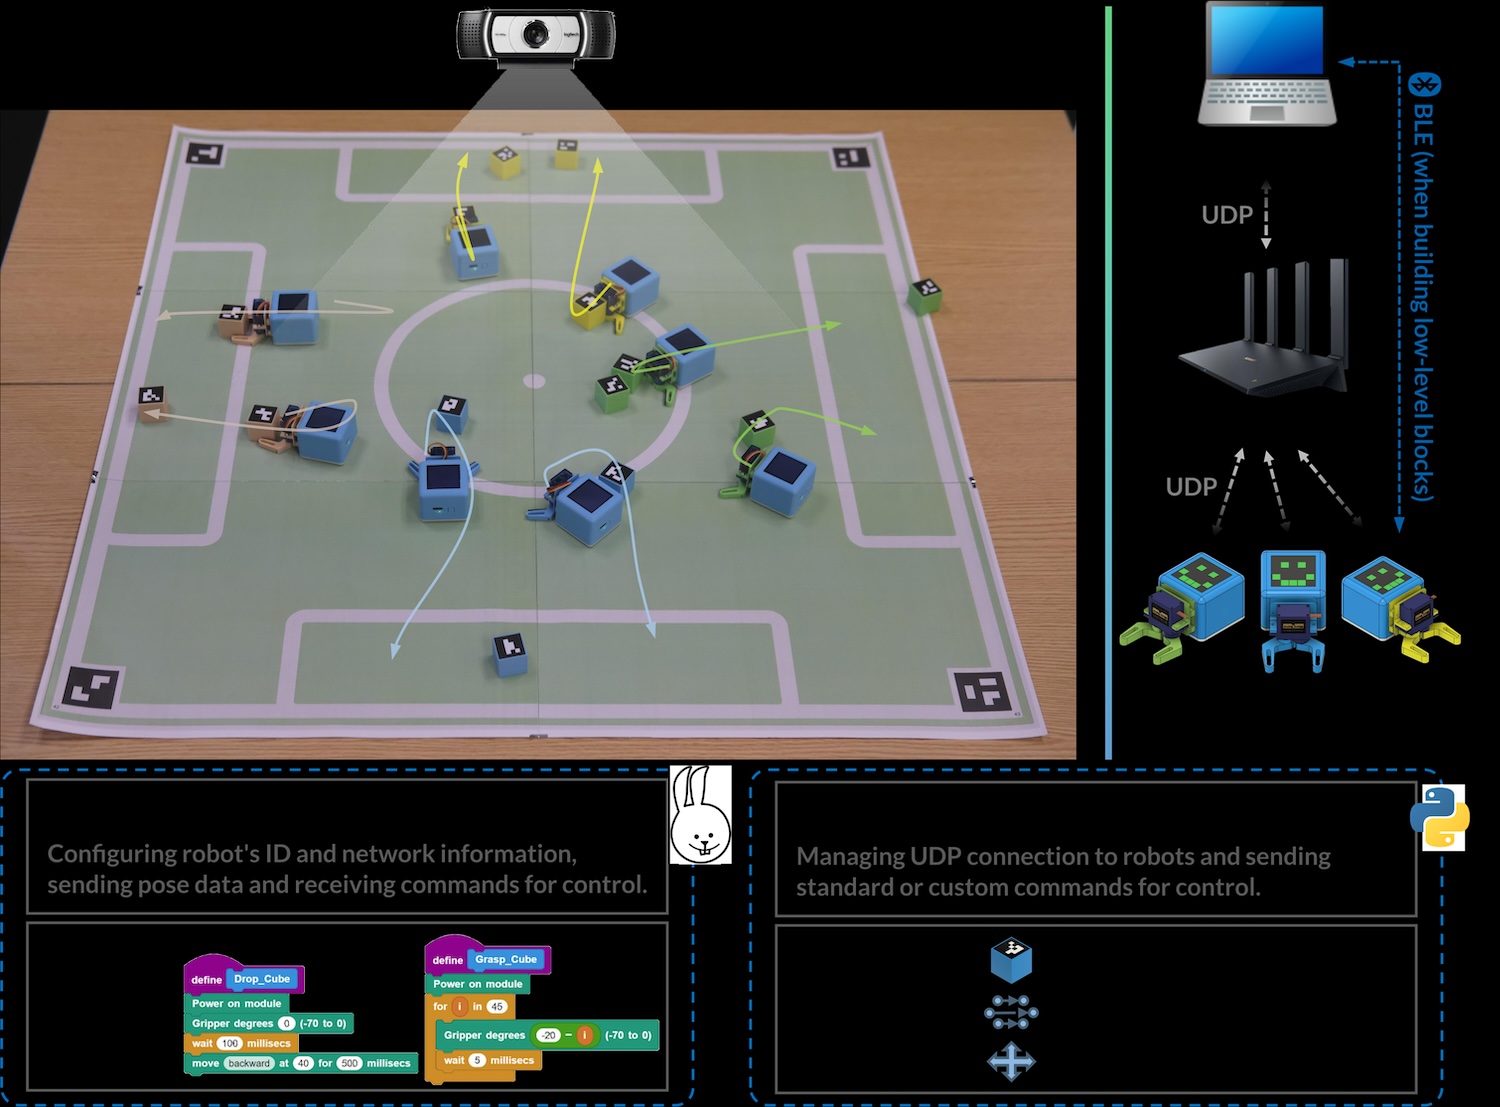 UDP
UDP
BLE (when building low-level blocks)
Configuring robot's ID and network information,
sending pose data and receiving commands for control.
define Drop_Cube
Power on module
Gripper degrees 0 (-70 to 0)
wait 100 millisecs
move backward at 40 for 500 millisecs
define Grasp_Cube
Power on module
for i in 45
Gripper degrees -20 - i (-70 to 0)
wait 5 millisecs
Managing UDP connection to robots and sending
standard or custom commands for control.